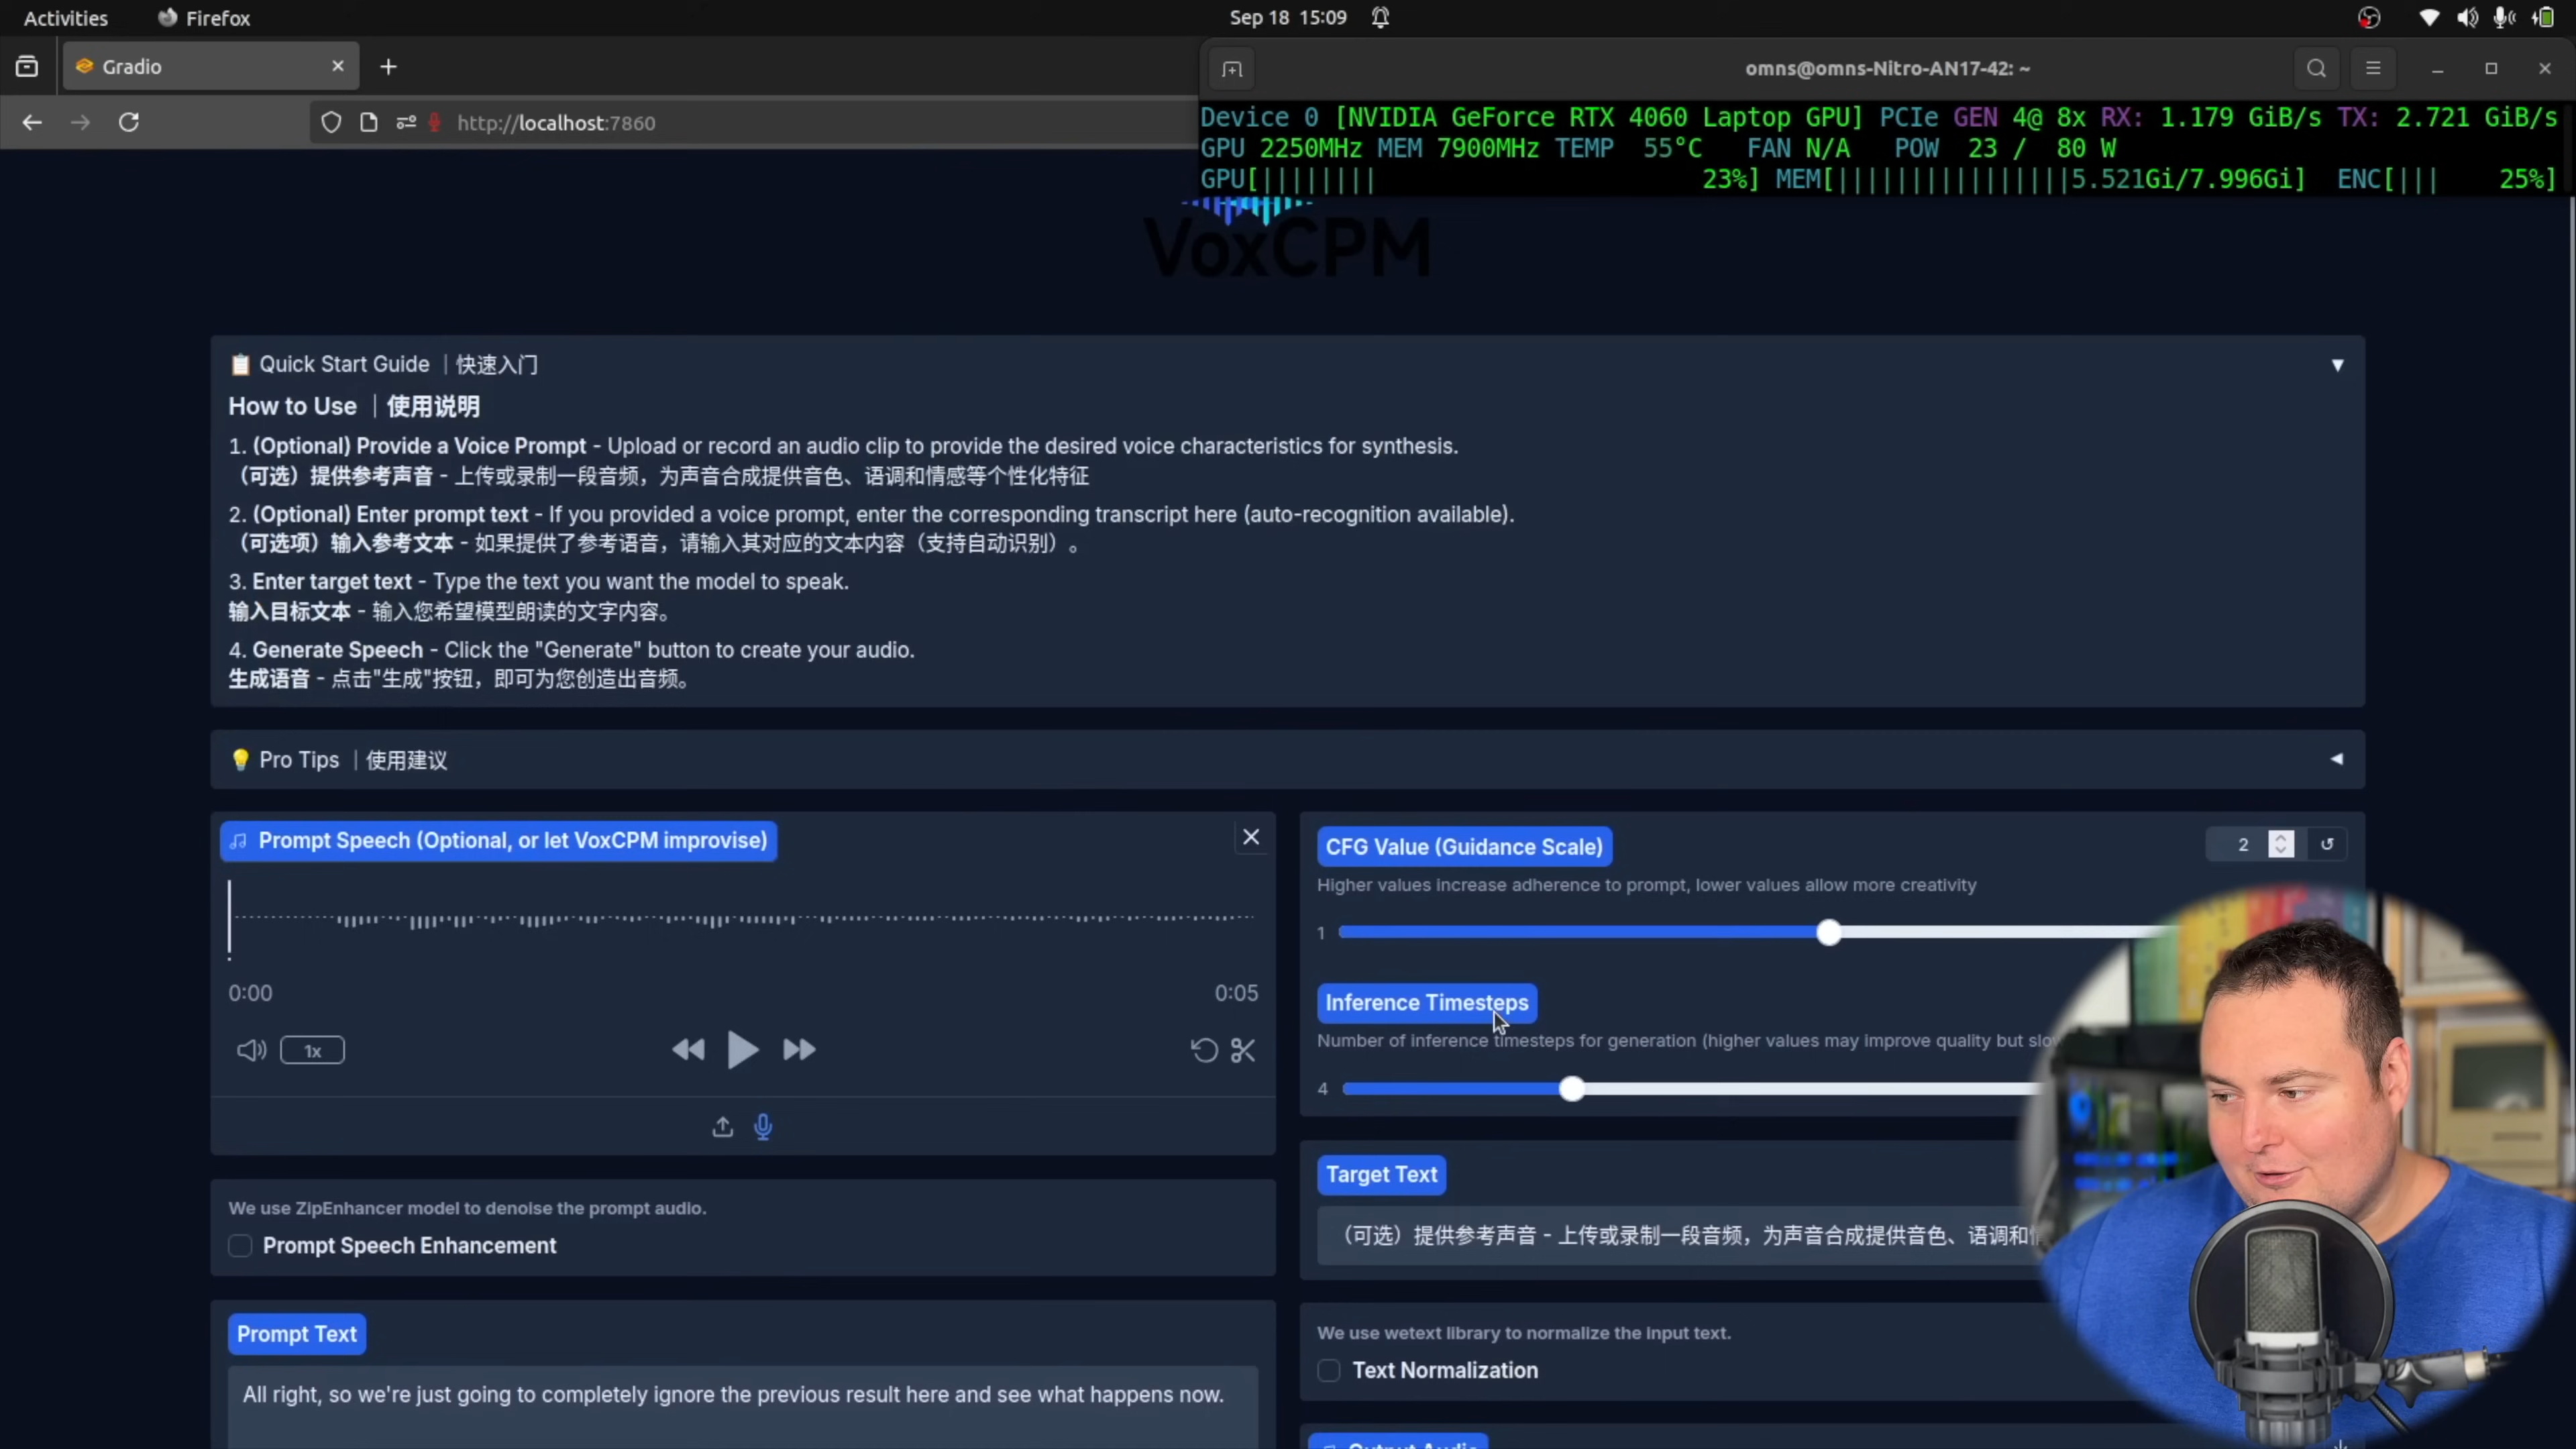 Activities Firefox Sep 18 15:09
Gradio
omns@omns-Nitro-AN17-42: ~
http://localhost:7860
Device 0 [NVIDIA GeForce RTX 4060 Laptop GPU] PCIe GEN 4@ 8x RX: 1.179 GiB/s TX: 2.721 GiB/s
GPU 2250MHz MEM 7900MHz TEMP 55°C FAN N/A POW 23 / 80 W
GPU[|||||||| 23%] MEM[||||||||||||||||5.521Gi/7.996Gi] ENC[||| 25%]
VoxCPM
📋 Quick Start Guide ｜快速入门
How to Use ｜使用说明
1. (Optional) Provide a Voice Prompt - Upload or record an audio clip to provide the desired voice characteristics for synthesis.
（可选）提供参考声音 - 上传或录制一段音频，为声音合成提供音色、语调和情感等个性化特征
2. (Optional) Enter prompt text - If you provided a voice prompt, enter the corresponding transcript here (auto-recognition available).
（可选项）输入参考文本 - 如果提供了参考语音，请输入其对应的文本内容（支持自动识别）。
3. Enter target text - Type the text you want the model to speak.
输入目标文本 - 输入您希望模型朗读的文字内容。
4. Generate Speech - Click the "Generate" button to create your audio.
生成语音 - 点击"生成"按钮，即可为您创造出音频。
💡 Pro Tips ｜使用建议
Prompt Speech (Optional, or let VoxCPM improvise)
0:00 0:05
1x
We use ZipEnhancer model to denoise the prompt audio.
Prompt Speech Enhancement
Prompt Text
All right, so we're just going to completely ignore the previous result here and see what happens now.
CFG Value (Guidance Scale) 2
Higher values increase adherence to prompt, lower values allow more creativity
1
Inference Timesteps
Number of inference timesteps for generation (higher values may improve quality but
4
Target Text
（可选）提供参考声音 - 上传或录制一段音频，为声音合成提供音色、语调和
We use wetext library to normalize the input text.
Text Normalization
Output Audio